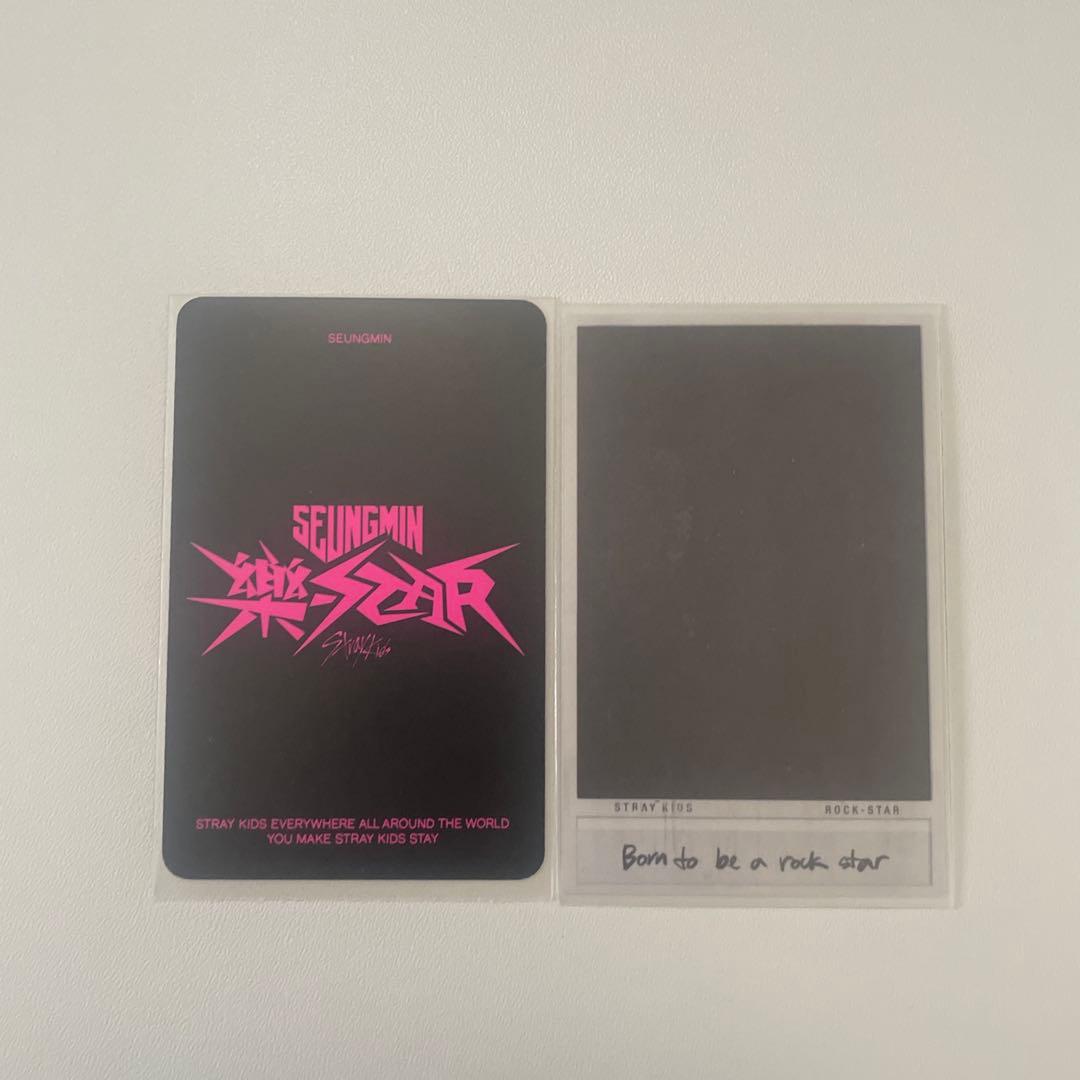 SEUNGMIN
SEUNGMIN
樂-STAR
Stray Kids
STRAY KIDS EVERYWHERE ALL AROUND THE WORLD
YOU MAKE STRAY KIDS STAY
STRAY KIDS ROCK-STAR
Born to be a rock star